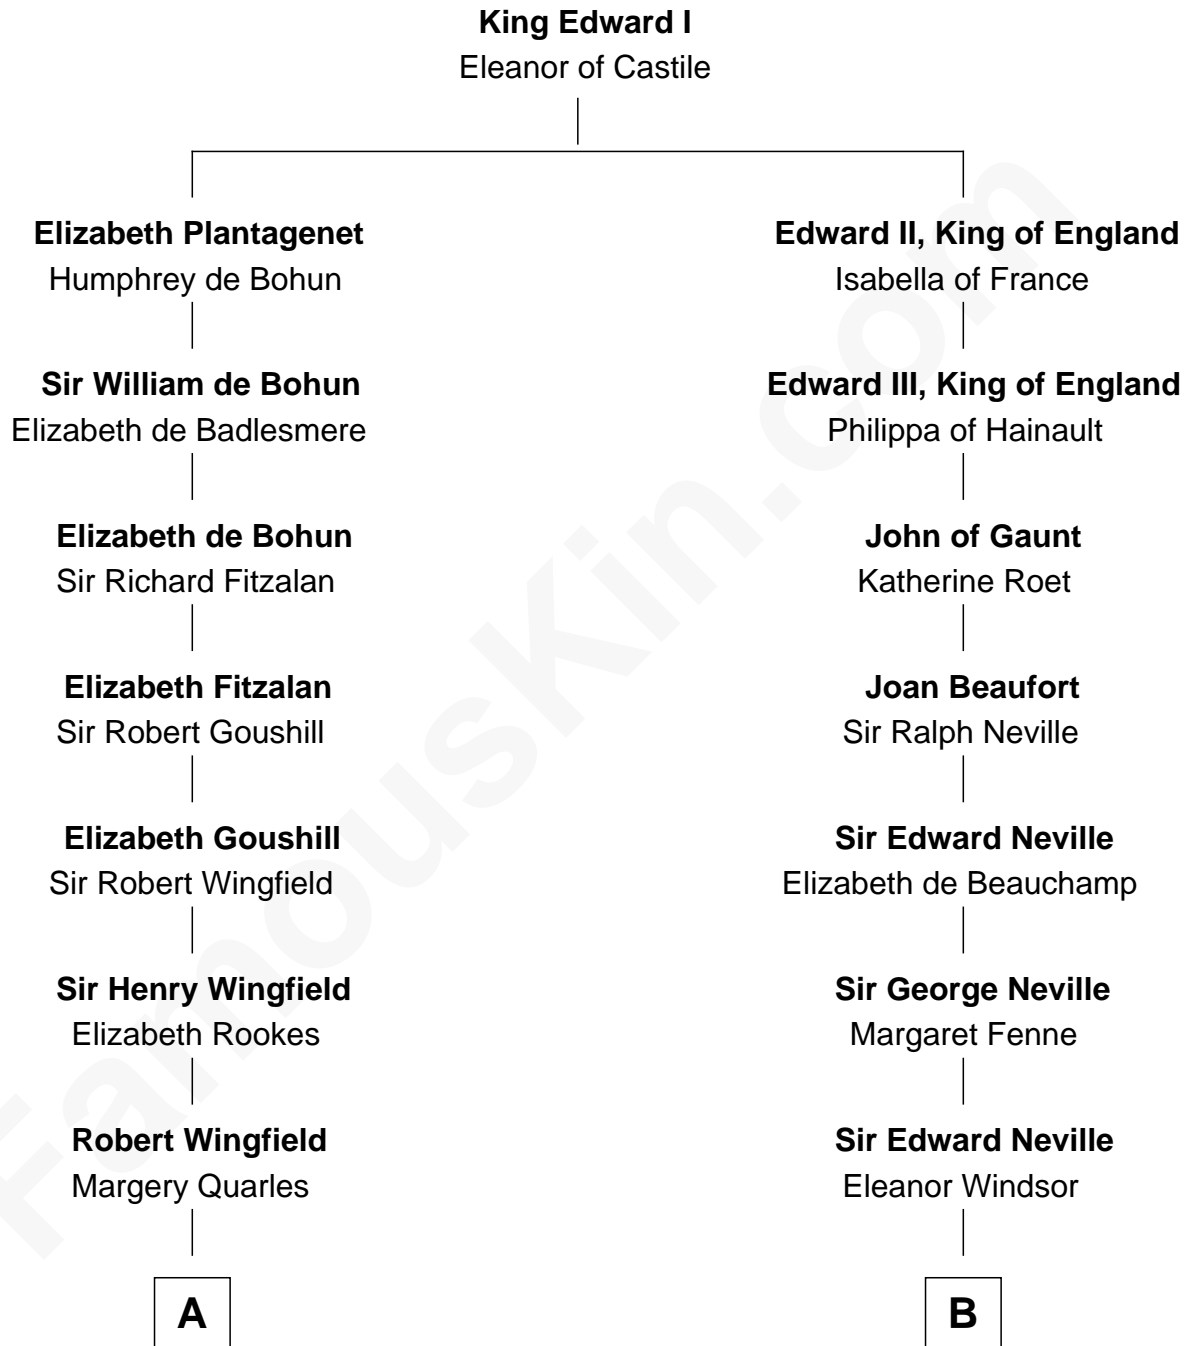 King Edward I
Eleanor of Castile
Elizabeth Plantagenet
Humphrey de Bohun
Edward II, King of England
Isabella of France
Sir William de Bohun
Elizabeth de Badlesmere
Edward III, King of England
Philippa of Hainault
Elizabeth de Bohun
Sir Richard Fitzalan
John of Gaunt
Katherine Roet
Elizabeth Fitzalan
Sir Robert Goushill
Joan Beaufort
Sir Ralph Neville
Elizabeth Goushill
Sir Robert Wingfield
Sir Edward Neville
Elizabeth de Beauchamp
Sir Henry Wingfield
Elizabeth Rookes
Sir George Neville
Margaret Fenne
Robert Wingfield
Margery Quarles
Sir Edward Neville
Eleanor Windsor
A
B
FamousKin.com